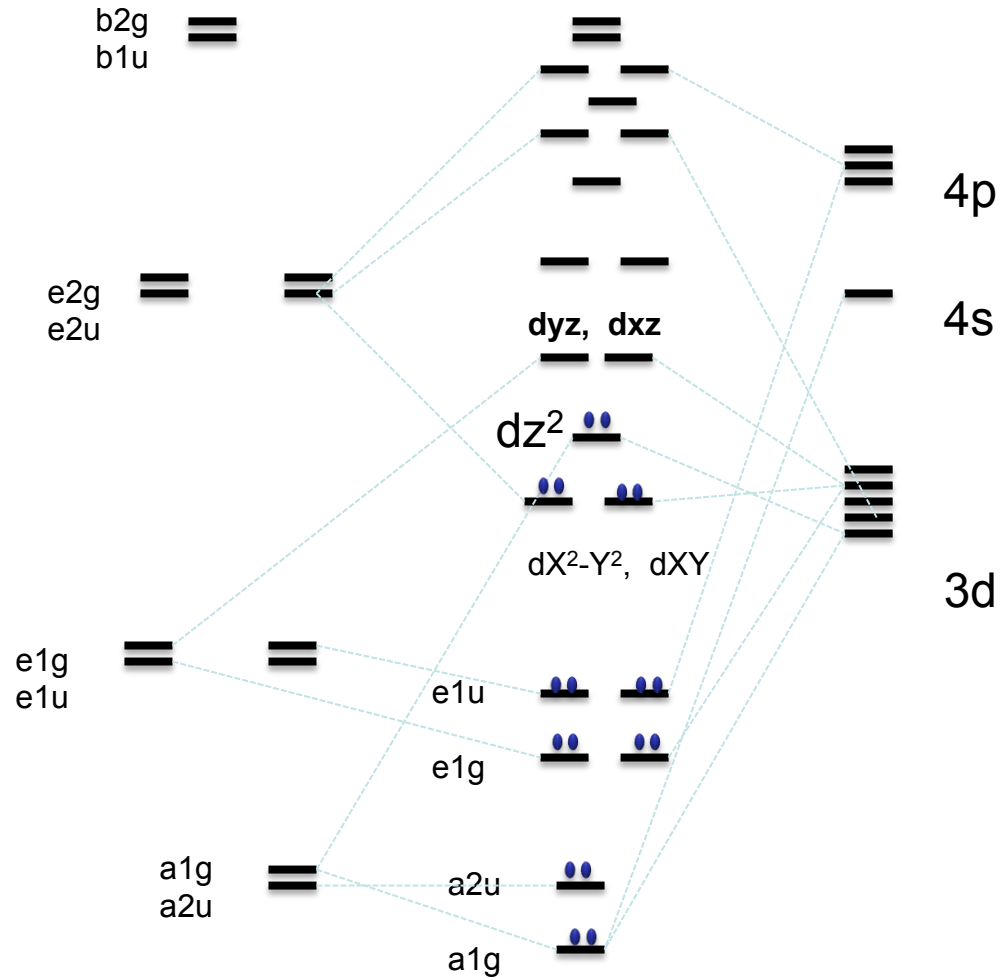 b2g
b1u
4p
e2g
e2u
4s
dyz, dxz
dz²
dX²-Y², dXY
3d
e1g
e1u
e1u
e1g
a1g
a2u
a2u
a1g